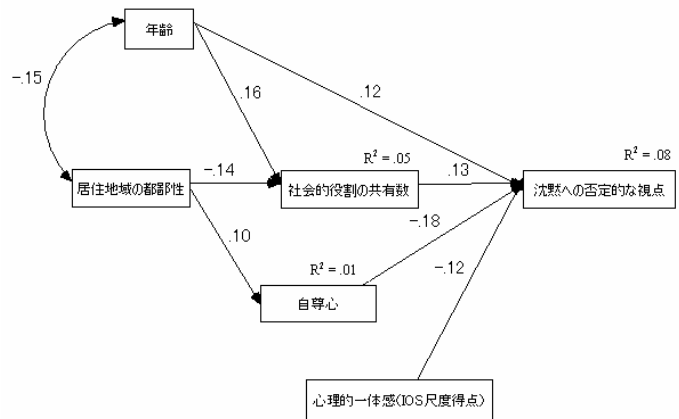 年齢
-.15
.16
.12
R² = .05
R² = .08
居住地域の都鄙性
-.14
社会的役割の共有数
.13
沈黙への否定的な視点
.10
-.18
R² = .01
-.12
自尊心
心理的一体感(IOS尺度得点)